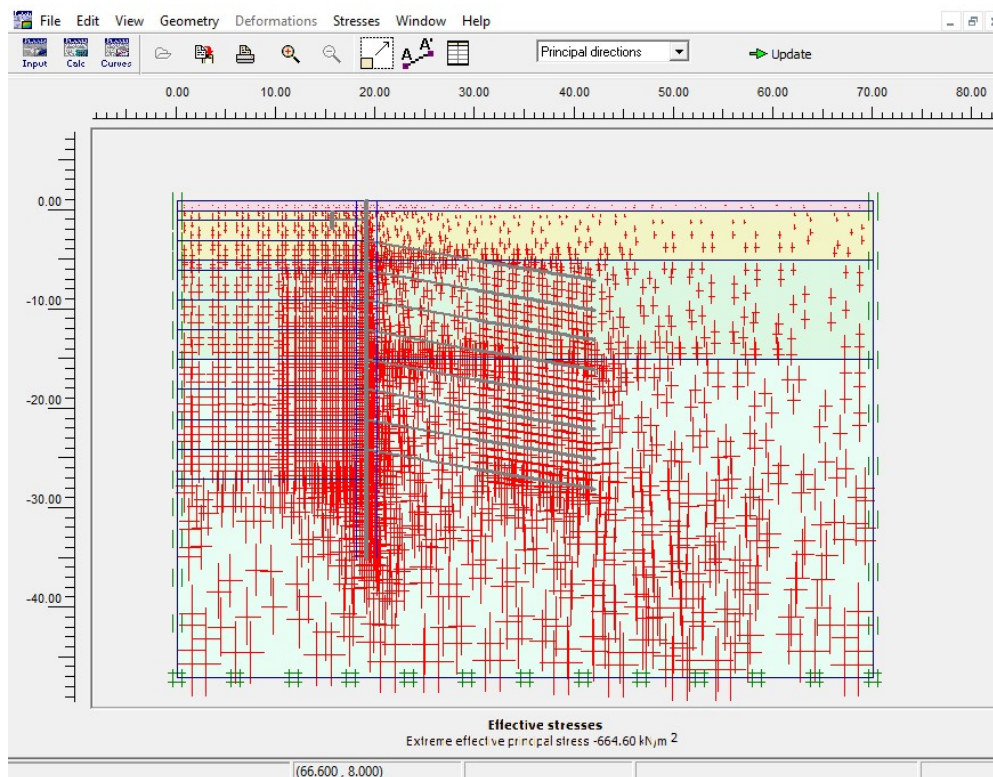 File Edit View Geometry Deformations Stresses Window Help
Input Calc Curves A A' Principal directions Update
0.00 10.00 20.00 30.00 40.00 50.00 60.00 70.00 80.00
0.00
-10.00
-20.00
-30.00
-40.00
Effective stresses
Extreme effective principal stress -664.60 kN/m 2
(66.600 , 8.000)